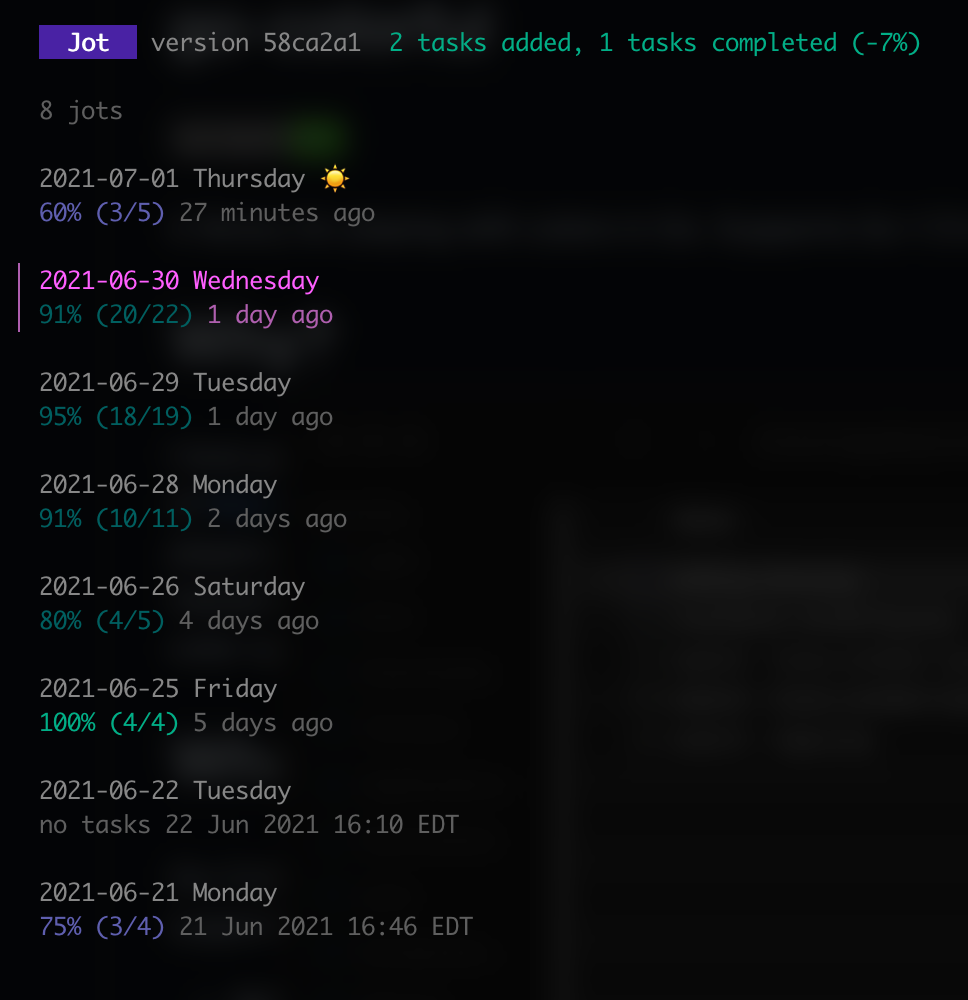 Jot version 58ca2a1 2 tasks added, 1 tasks completed (-7%)
8 jots
2021-07-01 Thursday ☀️
60% (3/5) 27 minutes ago
2021-06-30 Wednesday
91% (20/22) 1 day ago
2021-06-29 Tuesday
95% (18/19) 1 day ago
2021-06-28 Monday
91% (10/11) 2 days ago
2021-06-26 Saturday
80% (4/5) 4 days ago
2021-06-25 Friday
100% (4/4) 5 days ago
2021-06-22 Tuesday
no tasks 22 Jun 2021 16:10 EDT
2021-06-21 Monday
75% (3/4) 21 Jun 2021 16:46 EDT